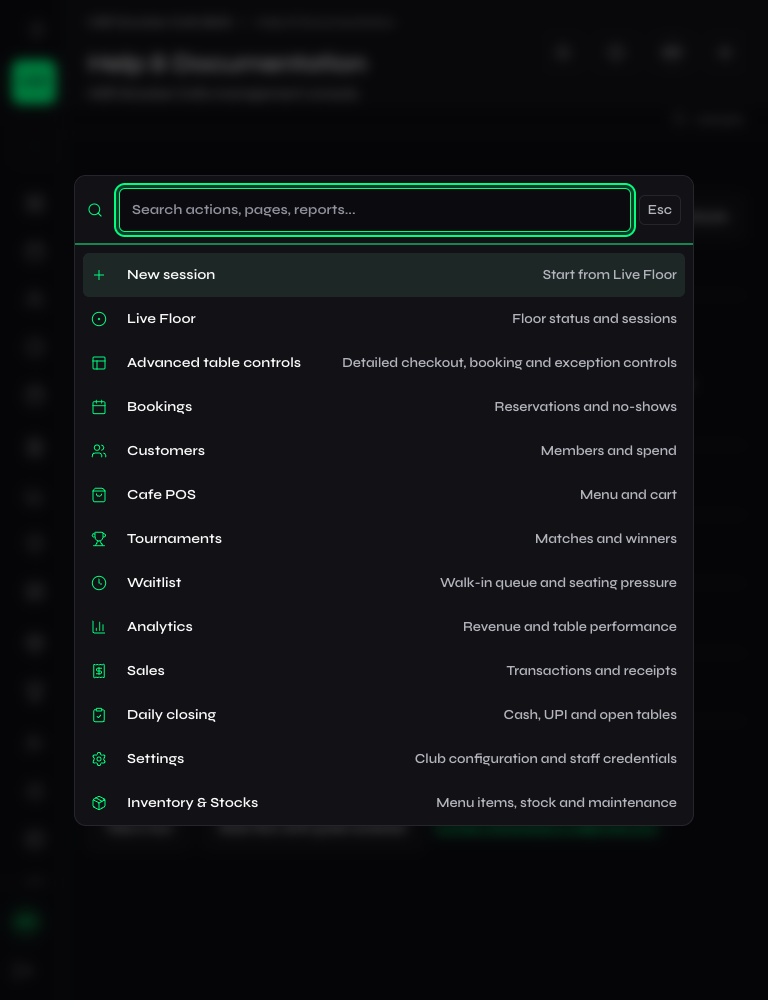 Help & Documentation
Search actions, pages, reports...
Esc
New session
Start from Live Floor
Live Floor
Floor status and sessions
Advanced table controls
Detailed checkout, booking and exception controls
Bookings
Reservations and no-shows
Customers
Members and spend
Cafe POS
Menu and cart
Tournaments
Matches and winners
Waitlist
Walk-in queue and seating pressure
Analytics
Revenue and table performance
Sales
Transactions and receipts
Daily closing
Cash, UPI and open tables
Settings
Club configuration and staff credentials
Inventory & Stocks
Menu items, stock and maintenance